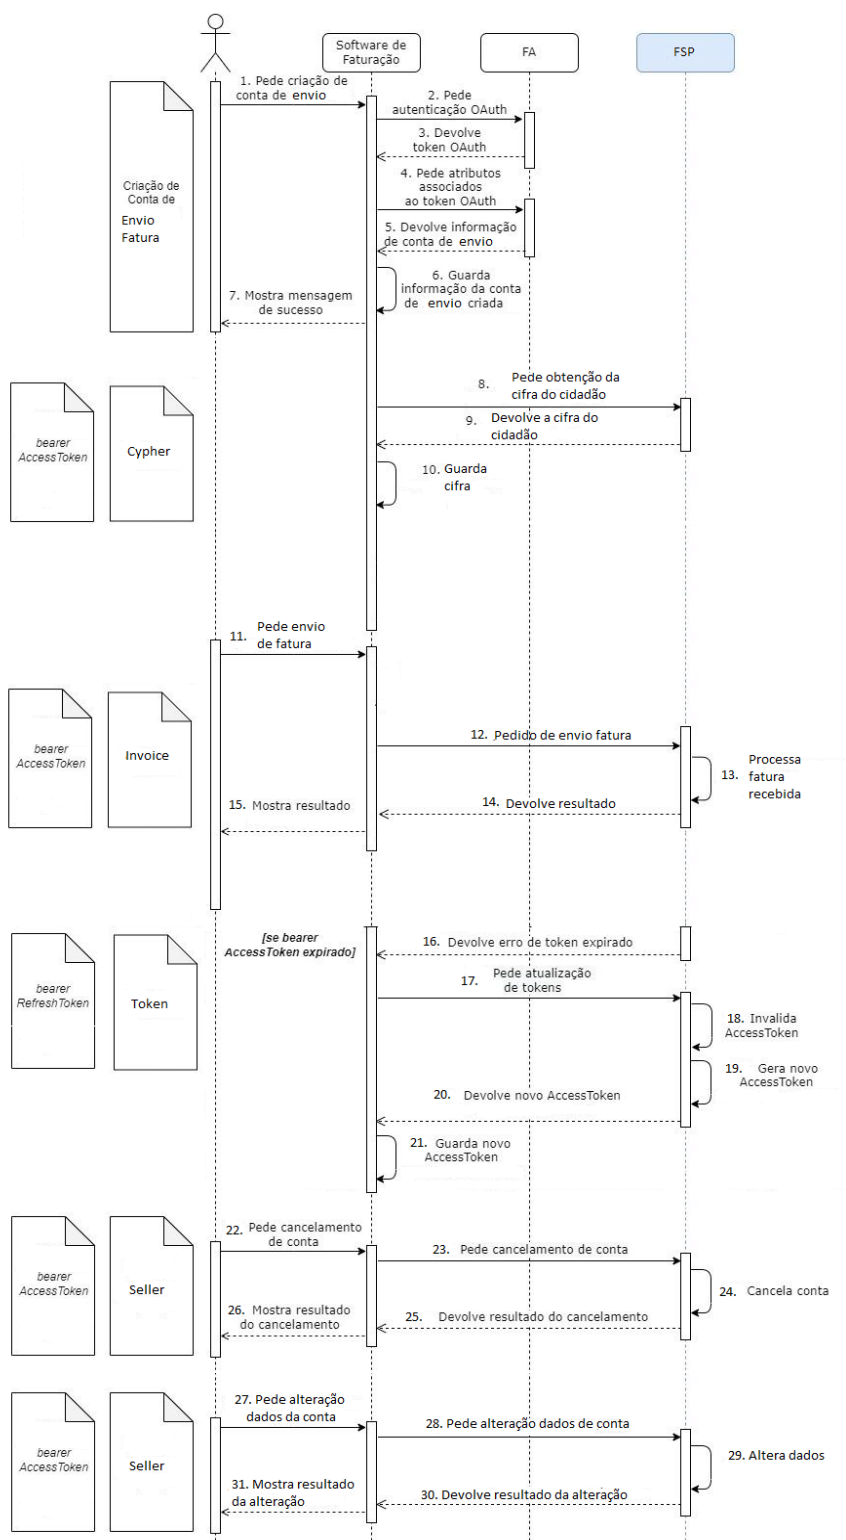 Software de
Faturação
FA
FSP
1. Pede criação de
conta de envio
2. Pede
autenticação OAuth
3. Devolve
token OAuth
4. Pede atributos
associados
ao token OAuth
Criação de
Conta de
Envio
Fatura
5. Devolve informação
de conta de envio
6. Guarda
informação da conta
de envio criada
7. Mostra mensagem
de sucesso
8. Pede obtenção da
cifra do cidadão
9. Devolve a cifra do
cidadão
bearer
AccessToken
Cypher
10. Guarda
cifra
11. Pede envio
de fatura
bearer
AccessToken
Invoice
12. Pedido de envio fatura
13. Processa
fatura
recebida
14. Devolve resultado
15. Mostra resultado
[se bearer
AccessToken expirado]
16. Devolve erro de token expirado
17. Pede atualização
de tokens
bearer
RefreshToken
Token
18. Invalida
AccessToken
19. Gera novo
AccessToken
20. Devolve novo AccessToken
21. Guarda novo
AccessToken
22. Pede cancelamento
de conta
23. Pede cancelamento de conta
bearer
AccessToken
Seller
24. Cancela conta
25. Devolve resultado do cancelamento
26. Mostra resultado
do cancelamento
27. Pede alteração
dados da conta
28. Pede alteração dados de conta
bearer
AccessToken
Seller
29. Altera dados
30. Devolve resultado da alteração
31. Mostra resultado
da alteração